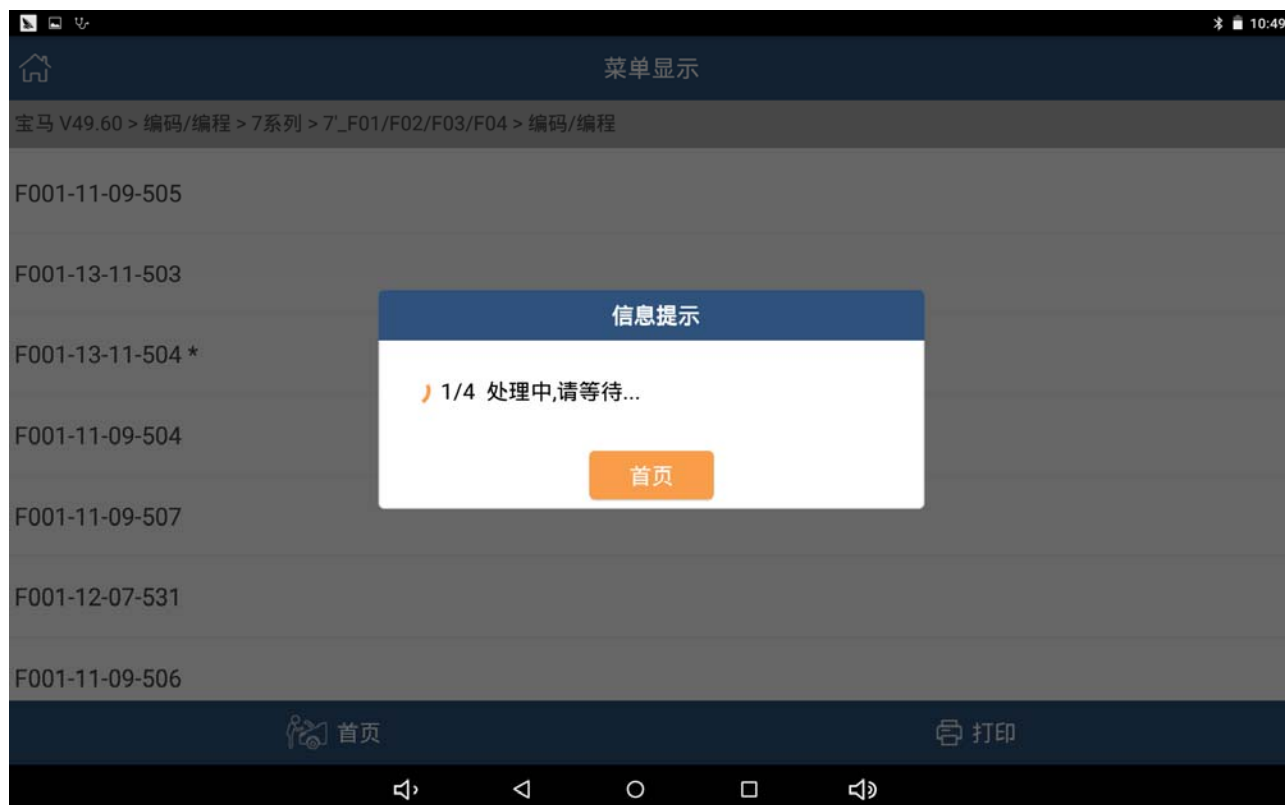 10:49
菜单显示
宝马 V49.60 > 编码/编程 > 7系列 > 7'_F01/F02/F03/F04 > 编码/编程
F001-11-09-505
F001-13-11-503
信息提示
F001-13-11-504 *
1/4 处理中,请等待...
F001-11-09-504
首页
F001-11-09-507
F001-12-07-531
F001-11-09-506
首页
打印